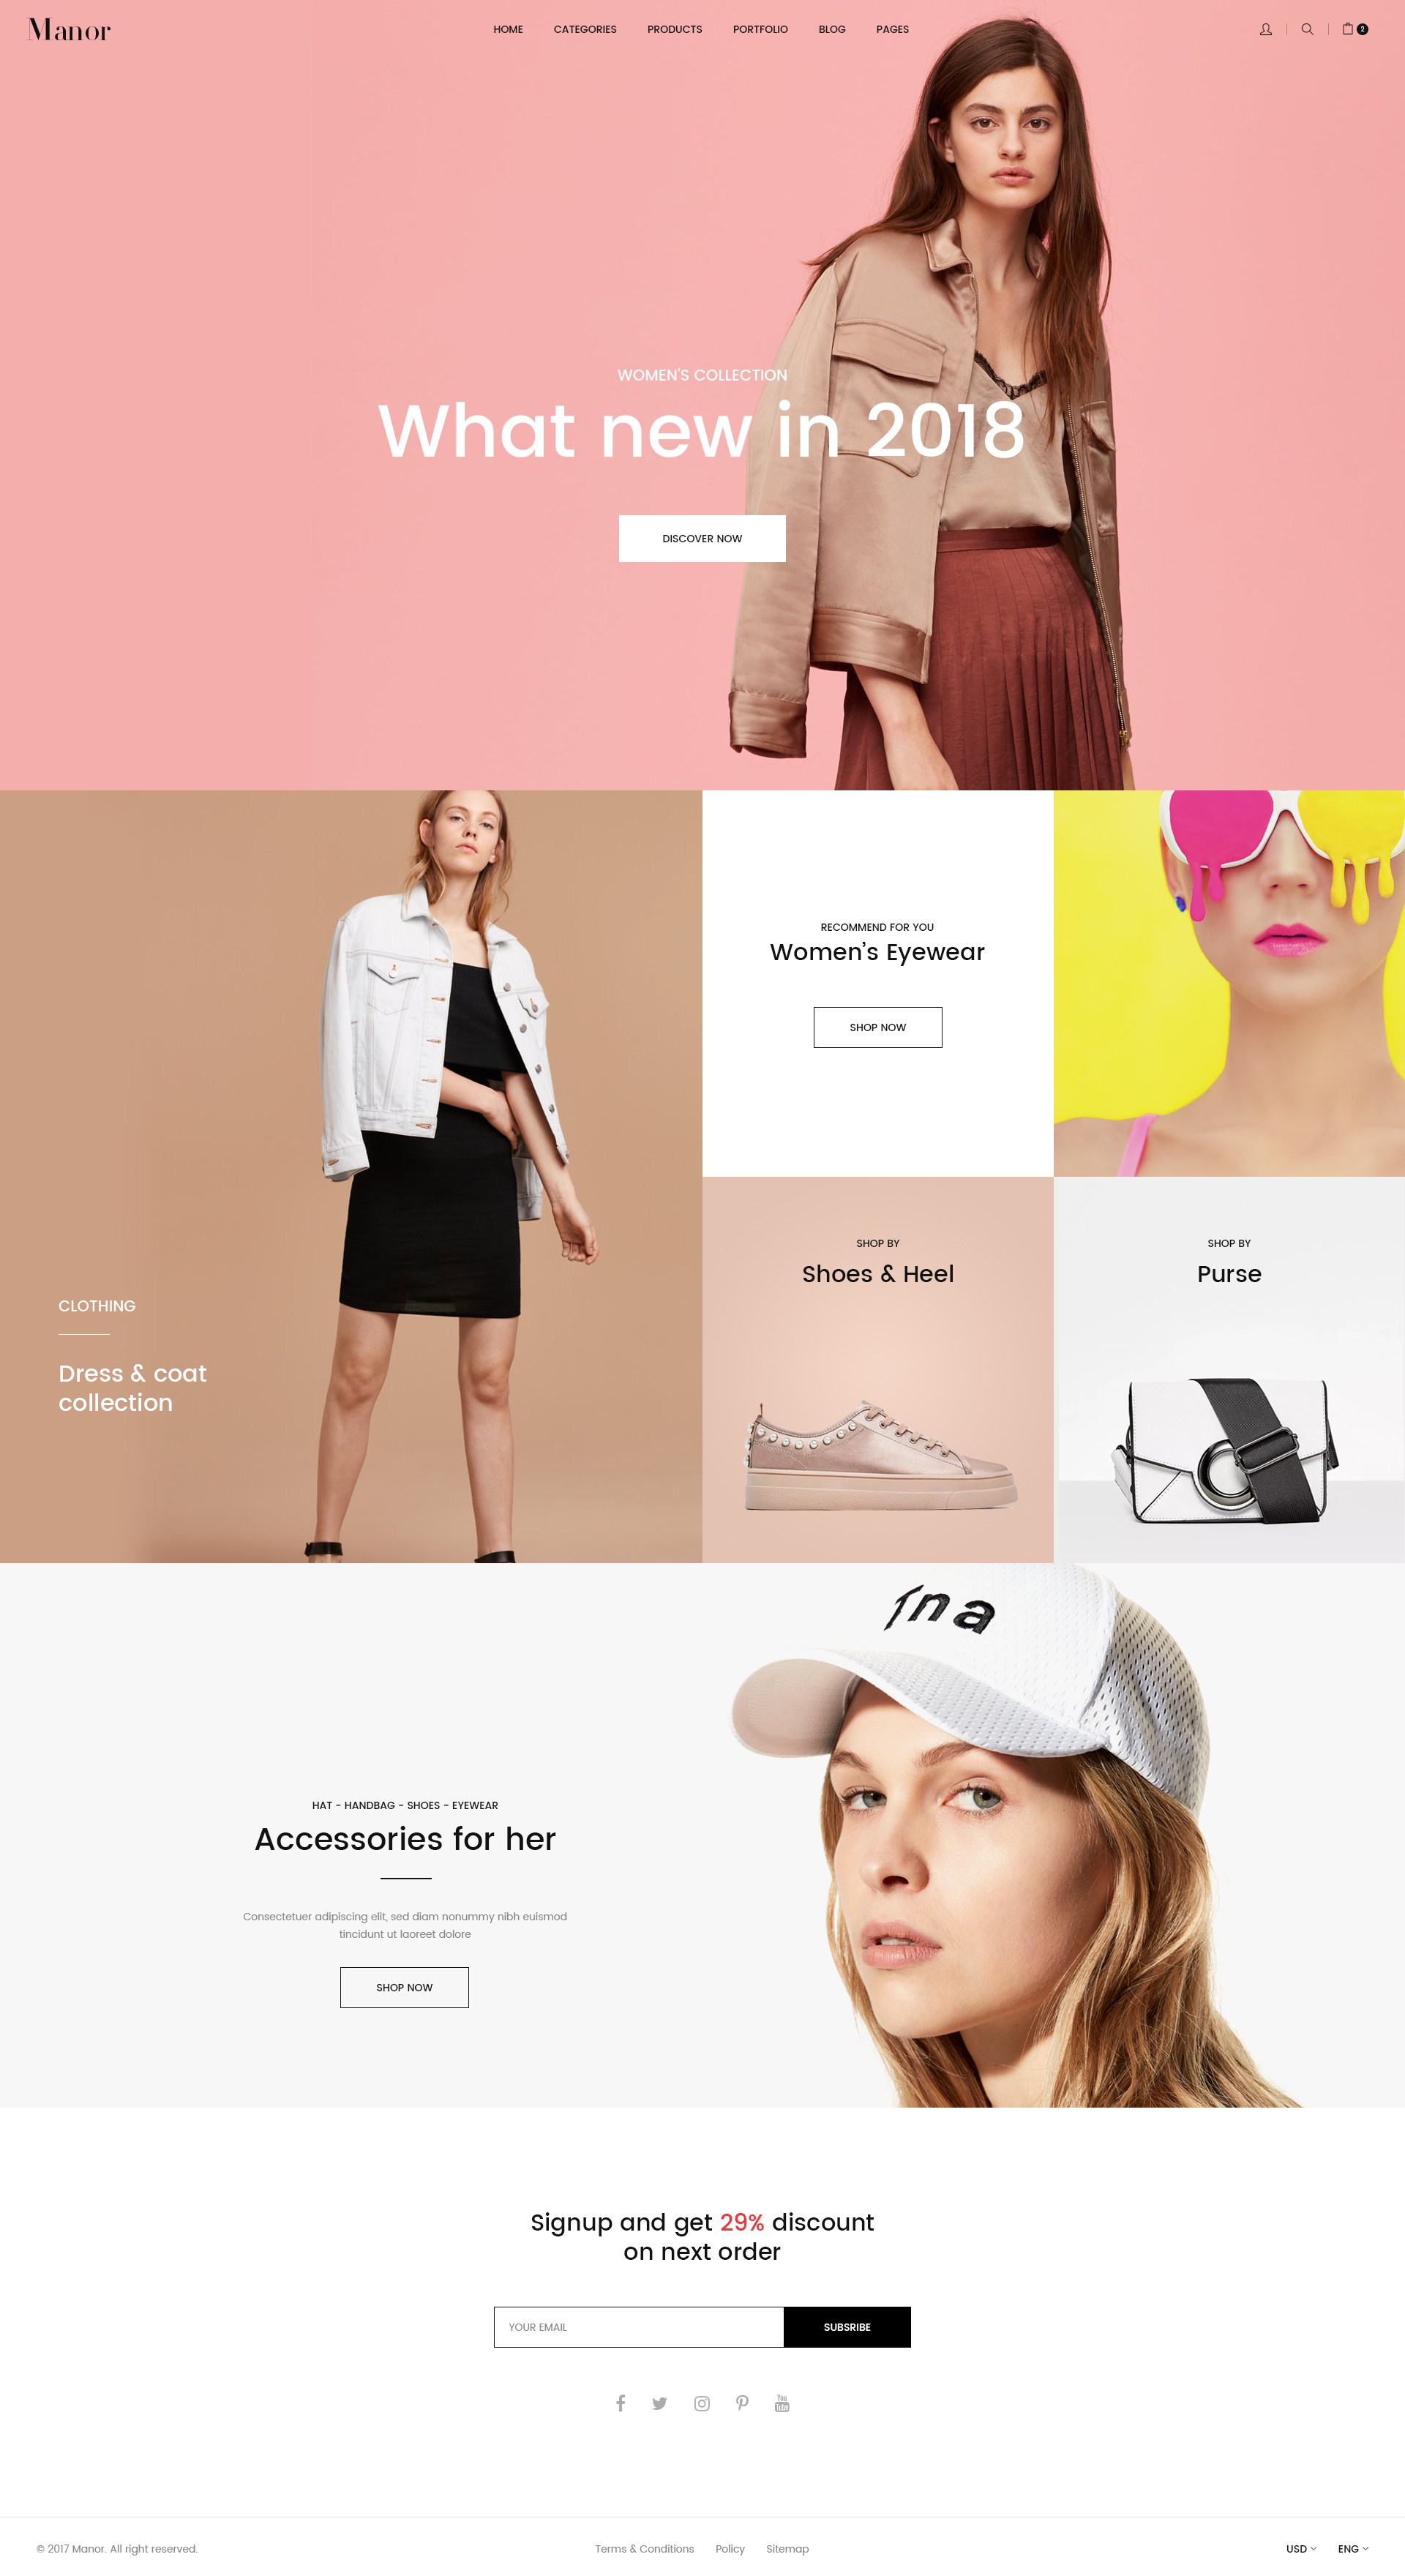 Manor
HOME CATEGORIES PRODUCTS PORTFOLIO BLOG PAGES
2
WOMEN'S COLLECTION
What new in 2018
DISCOVER NOW
RECOMMEND FOR YOU
Women's Eyewear
SHOP NOW
CLOTHING
Dress & coat
collection
SHOP BY
Shoes & Heel
SHOP BY
Purse
HAT - HANDBAG - SHOES - EYEWEAR
Accessories for her
Consectetuer adipiscing elit, sed diam nonummy nibh euismod
tincidunt ut laoreet dolore
SHOP NOW
Signup and get 29% discount
on next order
YOUR EMAIL
SUBSRIBE
You
Tube
© 2017 Manor. All right reserved.
Terms & Conditions Policy Sitemap
USD ENG